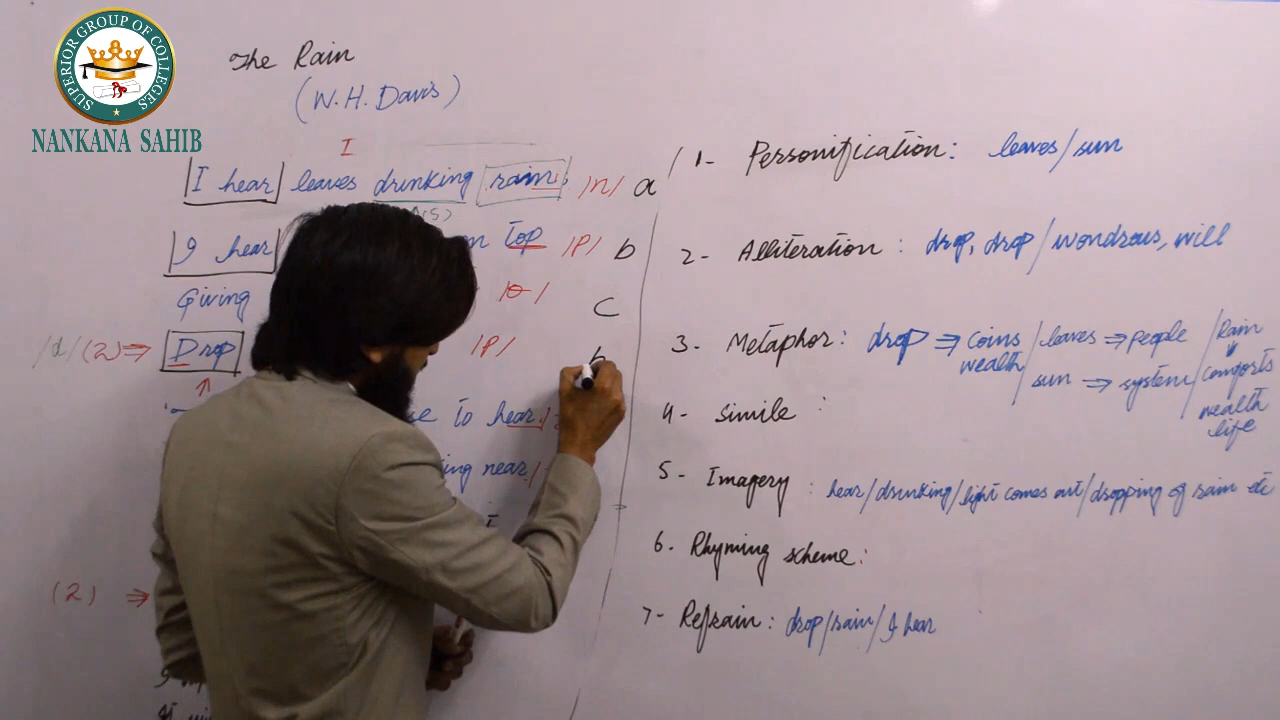 SUPERIOR GROUP OF COLLEGES
NANKANA SAHIB
The Rain
(W. H. Davis)
I
I hear leaves drinking rain; /n/ a
I hear on top /p/ b
Giving /θ/ c
/d/ (2) ⇒ Drop /p/ b
se to hear.
ting near.
(2) ⇒
1- Personification: leaves/sun
2- Alliteration: drop, drop/wondrous, will
3- Metaphor: drop ⇒ coins wealth / leaves ⇒ people / sun ⇒ system / Rain ⇓ comforts wealth life
4- Simile :
5- Imagery : hear/drinking/light comes out/dropping of rain etc
6- Rhyming scheme:
7- Refrain: drop/rain/I hear